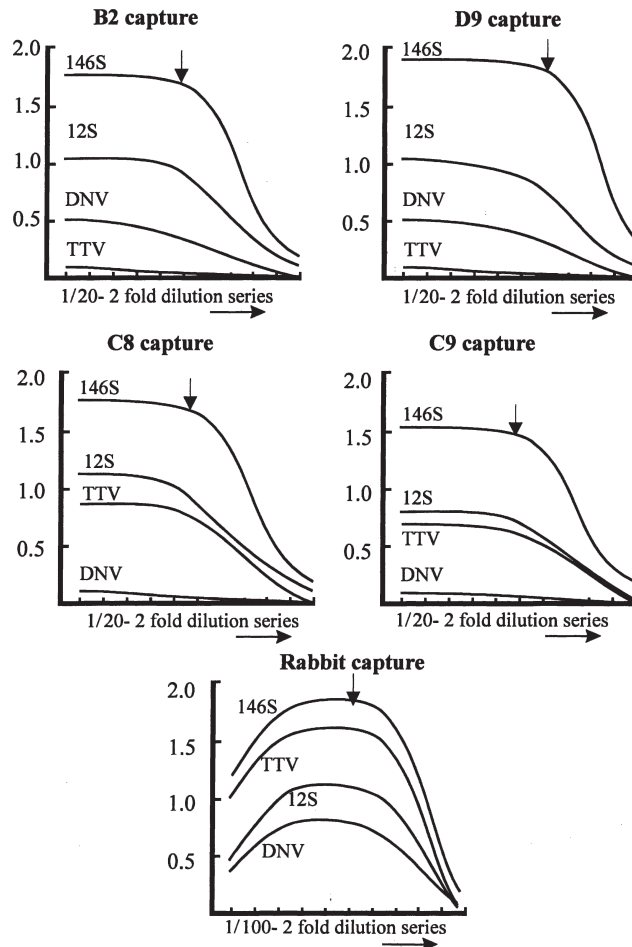 B2 capture
2.0
146S
1.5
12S
1.0
DNV
0.5
TTV
1/20- 2 fold dilution series
D9 capture
2.0
146S
1.5
12S
1.0
DNV
0.5
TTV
1/20- 2 fold dilution series
C8 capture
2.0
146S
1.5
12S
1.0
TTV
0.5
DNV
1/20- 2 fold dilution series
C9 capture
2.0
146S
1.5
1.0
12S
TTV
0.5
DNV
1/20- 2 fold dilution series
Rabbit capture
2.0
146S
1.5
TTV
1.0
12S
0.5
DNV
1/100- 2 fold dilution series